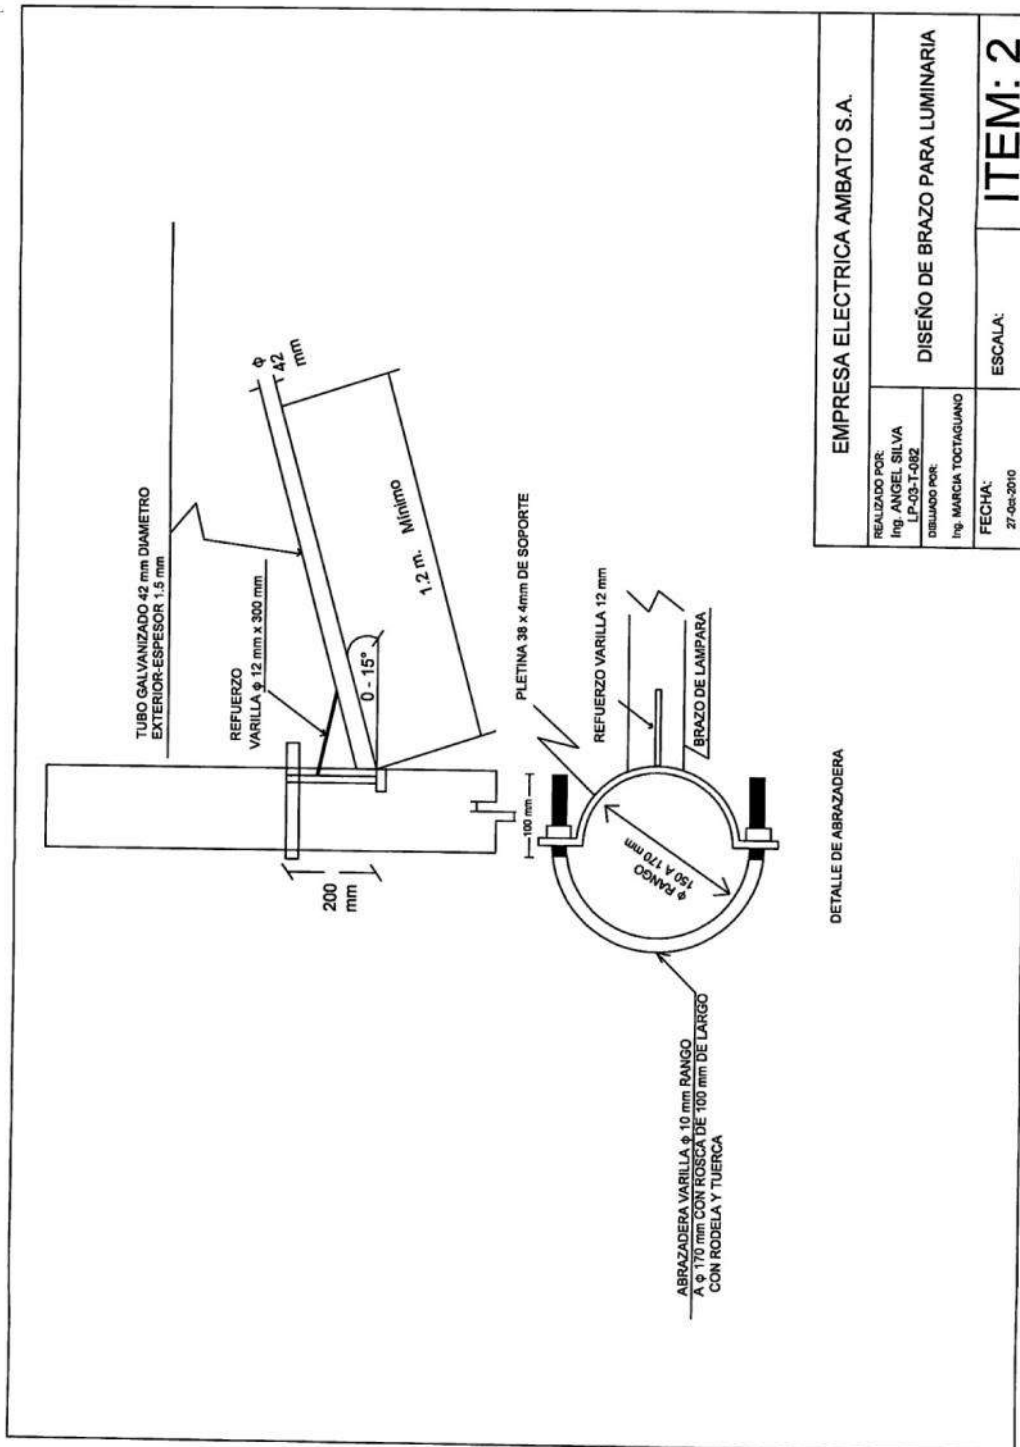 TUBO GALVANIZADO 42 mm DIAMETRO
EXTERIOR-ESPESOR 1.5 mm
REFUERZO
VARILLA φ 12 mm x 300 mm
φ
42
mm
0 - 15°
1.2 m. Mínimo
200
mm
100 mm
PLETINA 38 x 4mm DE SOPORTE
REFUERZO VARILLA 12 mm
BRAZO DE LAMPARA
φ RANGO
150 A 170 mm
ABRAZADERA VARILLA φ 10 mm RANGO
A φ 170 mm CON ROSCA DE 100 mm DE LARGO
CON RODELA Y TUERCA
DETALLE DE ABRAZADERA
EMPRESA ELECTRICA AMBATO S.A.
REALIZADO POR:
Ing. ANGEL SILVA
LP-03-T-082
DIBUJADO POR:
Ing. MARCIA TOCTAGUANO
DISEÑO DE BRAZO PARA LUMINARIA
FECHA:
27-Oct-2010
ESCALA:
ITEM: 2